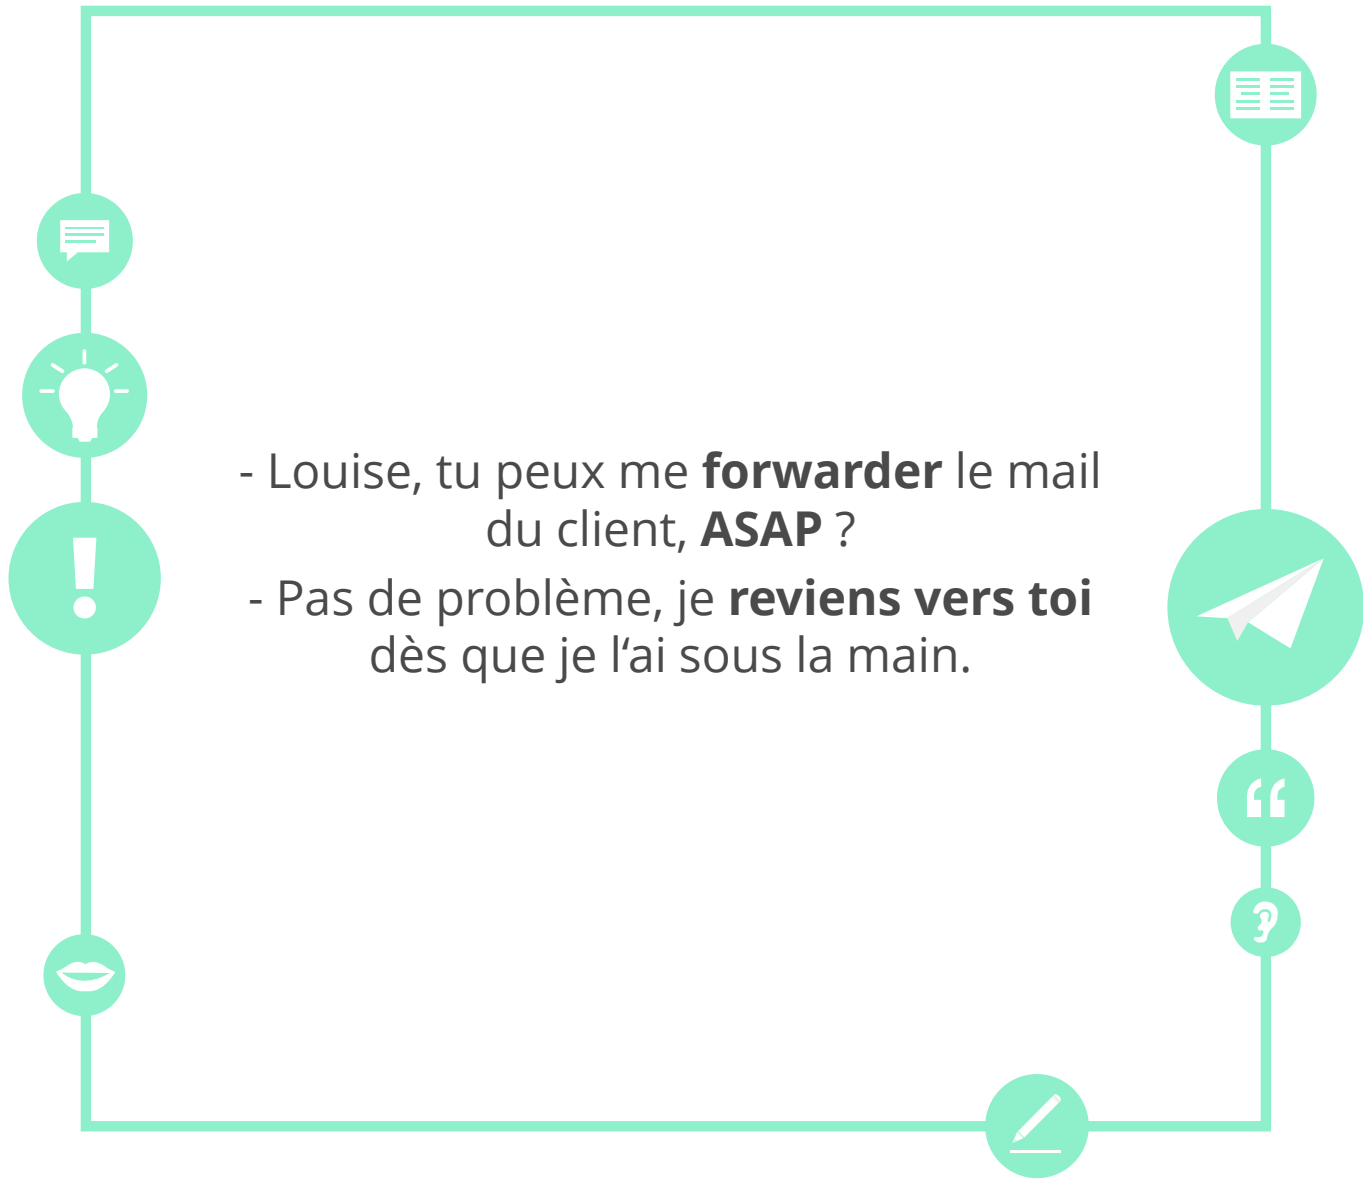 - Louise, tu peux me forwarder le mail
du client, ASAP ?
- Pas de problème, je reviens vers toi
dès que je l‘ai sous la main.